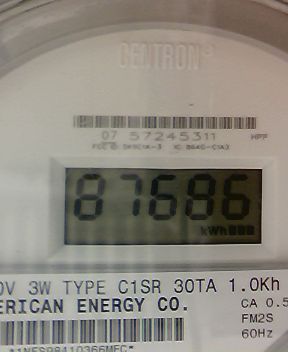 CENTRON®
07 57245311 MPF
87686
kWh
0V 3W TYPE C1SR 30TA 1.0Kh
ERICAN ENERGY CO. CA 0.5
FM2S
60Hz